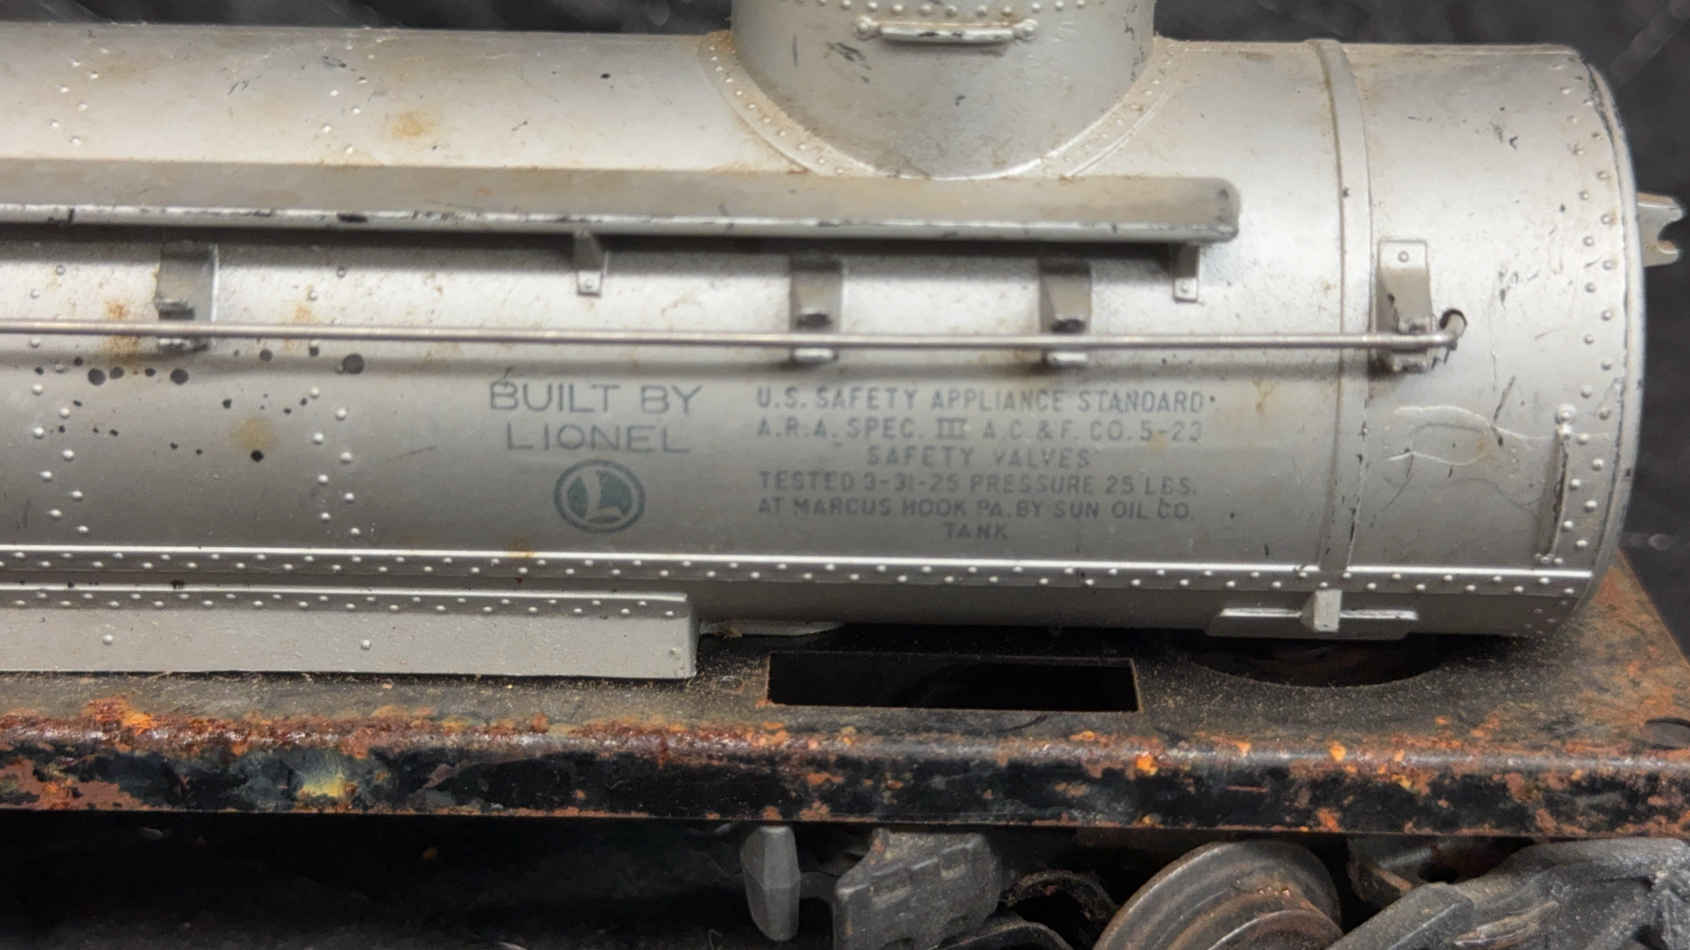 BUILT BY
LIONEL
L
U.S. SAFETY APPLIANCE STANDARD
A.R.A. SPEC. III A.C.&F. CO. 5-23
SAFETY VALVES
TESTED 3-31-25 PRESSURE 25 LBS.
AT MARCUS HOOK PA. BY SUN OIL CO.
TANK